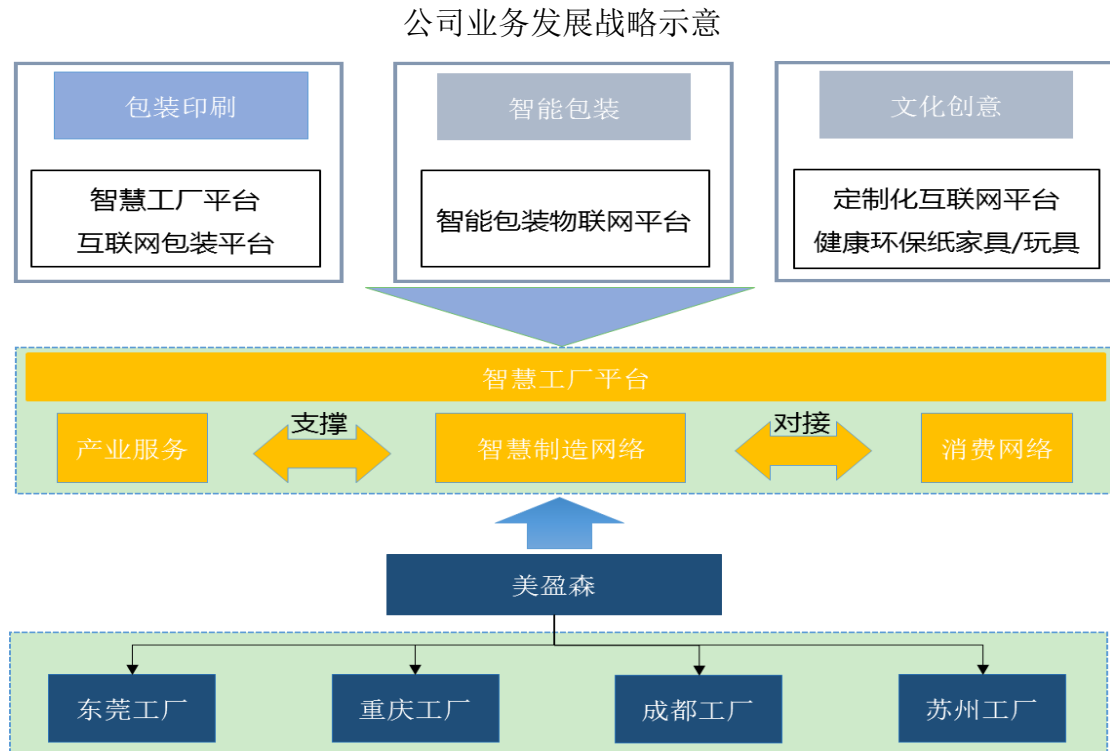 公司业务发展战略示意
包装印刷
智能包装
文化创意
智慧工厂平台
互联网包装平台
智能包装物联网平台
定制化互联网平台
健康环保纸家具/玩具
智慧工厂平台
产业服务
支撑
智慧制造网络
对接
消费网络
美盈森
东莞工厂
重庆工厂
成都工厂
苏州工厂